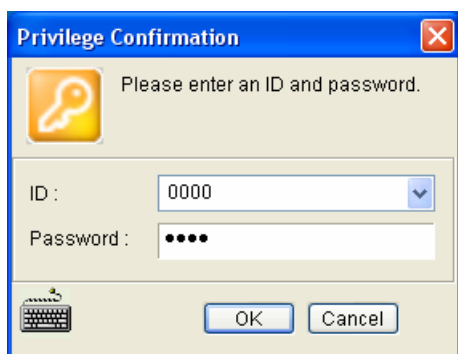 Privilege Confirmation
Please enter an ID and password.
ID : 0000
Password : ••••
OK Cancel